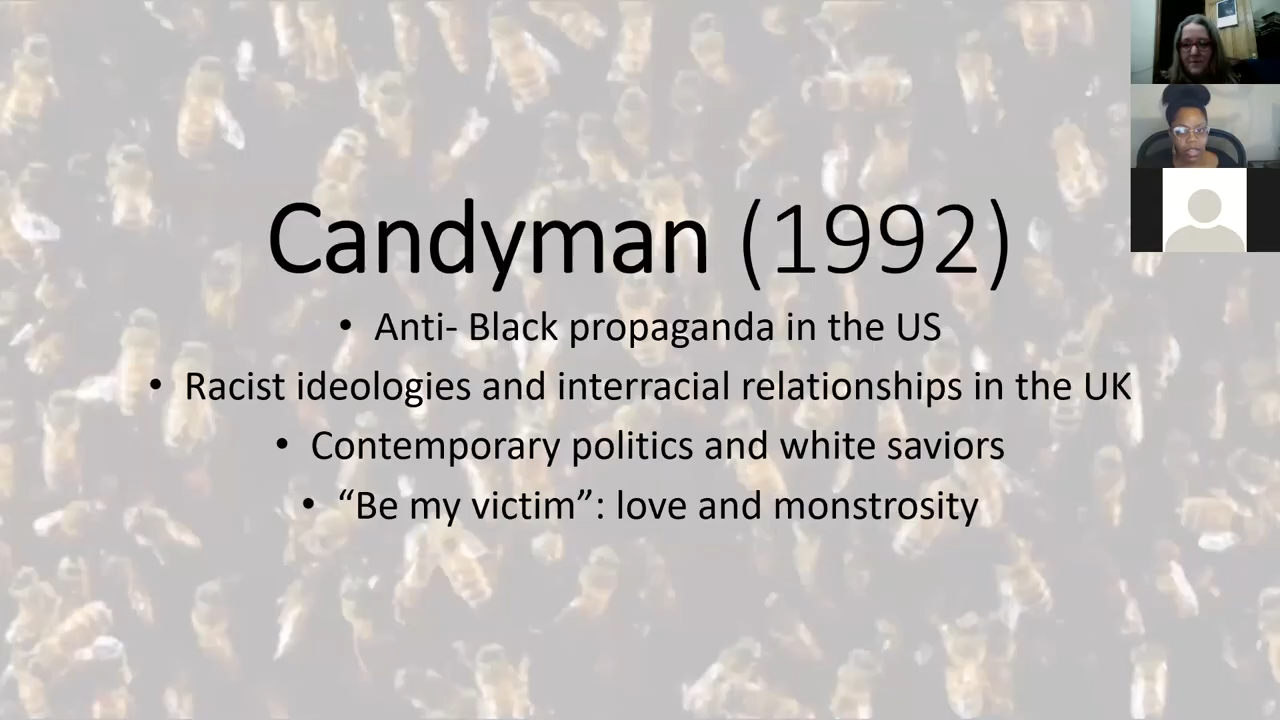 Candyman (1992)
• Anti- Black propaganda in the US
• Racist ideologies and interracial relationships in the UK
• Contemporary politics and white saviors
• “Be my victim”: love and monstrosity